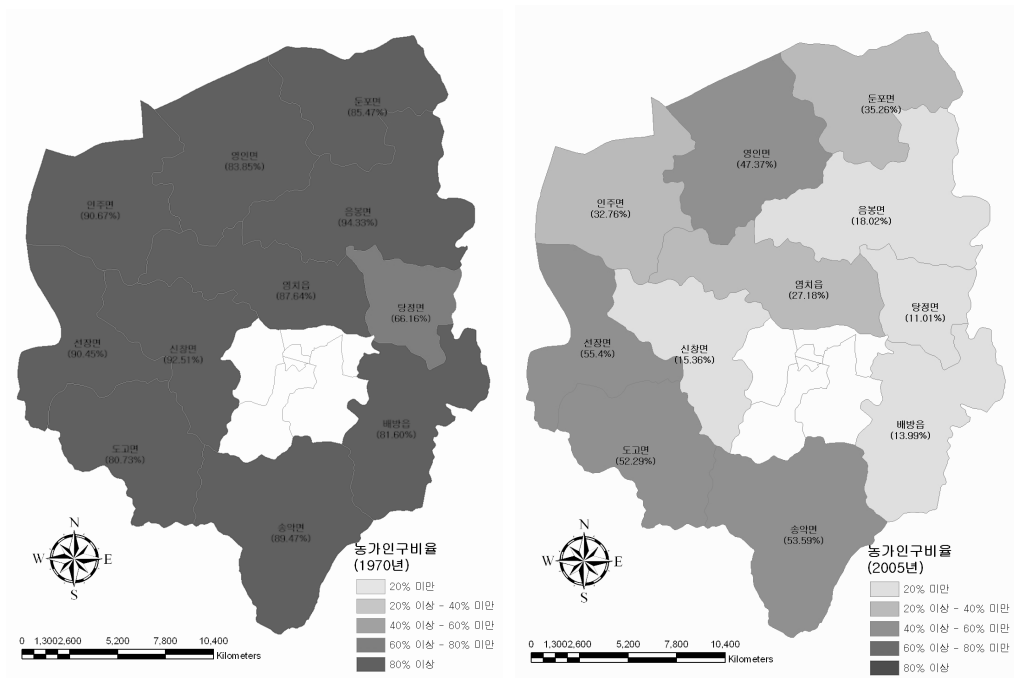 둔포면
(85.47%)
영인면
(83.85%)
인주면
(90.67%)
음봉면
(94.33%)
염치읍
(87.64%)
탕정면
(66.16%)
선장면
(90.45%)
신창면
(92.51%)
배방읍
(81.60%)
도고면
(80.73%)
송악면
(89.47%)
N
W E
S
농가인구비율
(1970년)
20% 미만
20% 이상 - 40% 미만
40% 이상 - 60% 미만
60% 이상 - 80% 미만
80% 이상
0 1,3002,600 5,200 7,800 10,400
Kilometers
둔포면
(35.26%)
영인면
(47.37%)
인주면
(32.76%)
음봉면
(18.02%)
염치읍
(27.18%)
탕정면
(11.01%)
선장면
(55.4%)
신창면
(15.36%)
배방읍
(13.99%)
도고면
(52.29%)
송악면
(53.59%)
N
W E
S
농가인구비율
(2005년)
20% 미만
20% 이상 - 40% 미만
40% 이상 - 60% 미만
60% 이상 - 80% 미만
80% 이상
0 1,3002,600 5,200 7,800 10,400
Kilometers